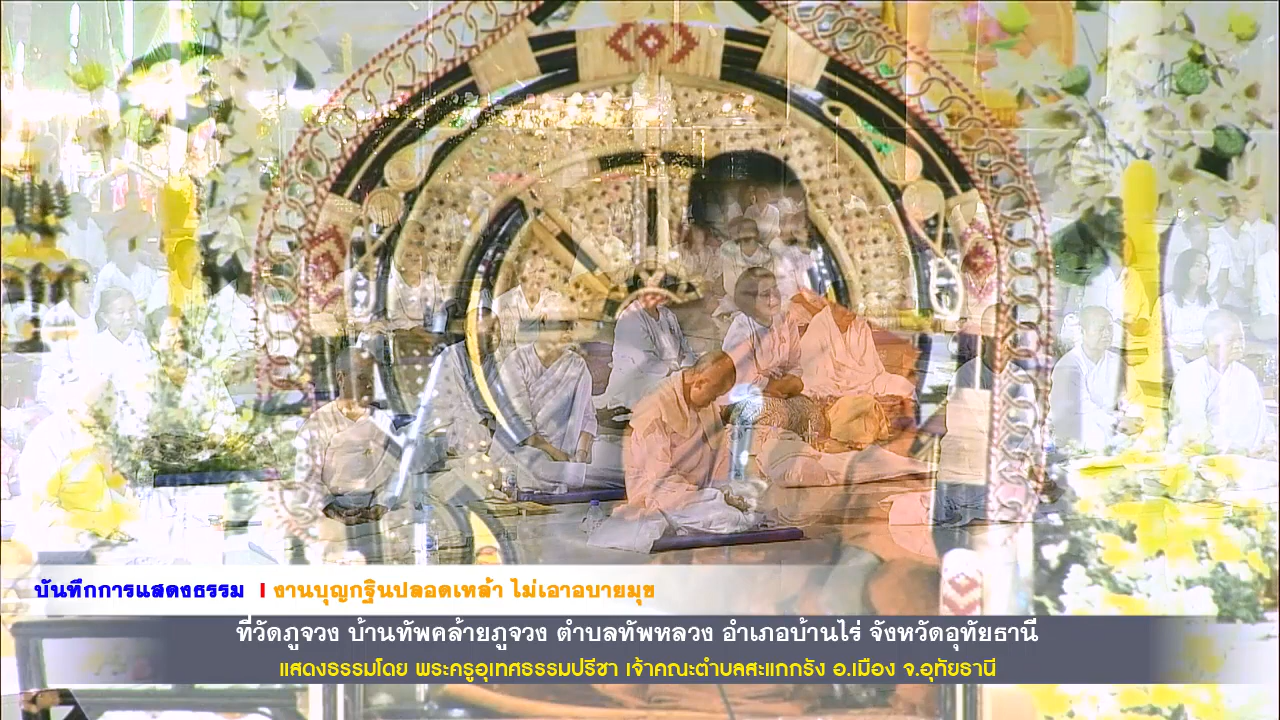 บันทึกการแสดงธรรม | งานบุญกฐินปลอดเหล้า ไม่เอาอบายมุข
ที่วัดภูจวง บ้านทัพคล้ายภูจวง ตำบลทัพหลวง อำเภอบ้านไร่ จังหวัดอุทัยธานี
แสดงธรรมโดย พระครูอุเทศธรรมปรีชา เจ้าคณะตำบลสะแกกรัง อ.เมือง จ.อุทัยธานี